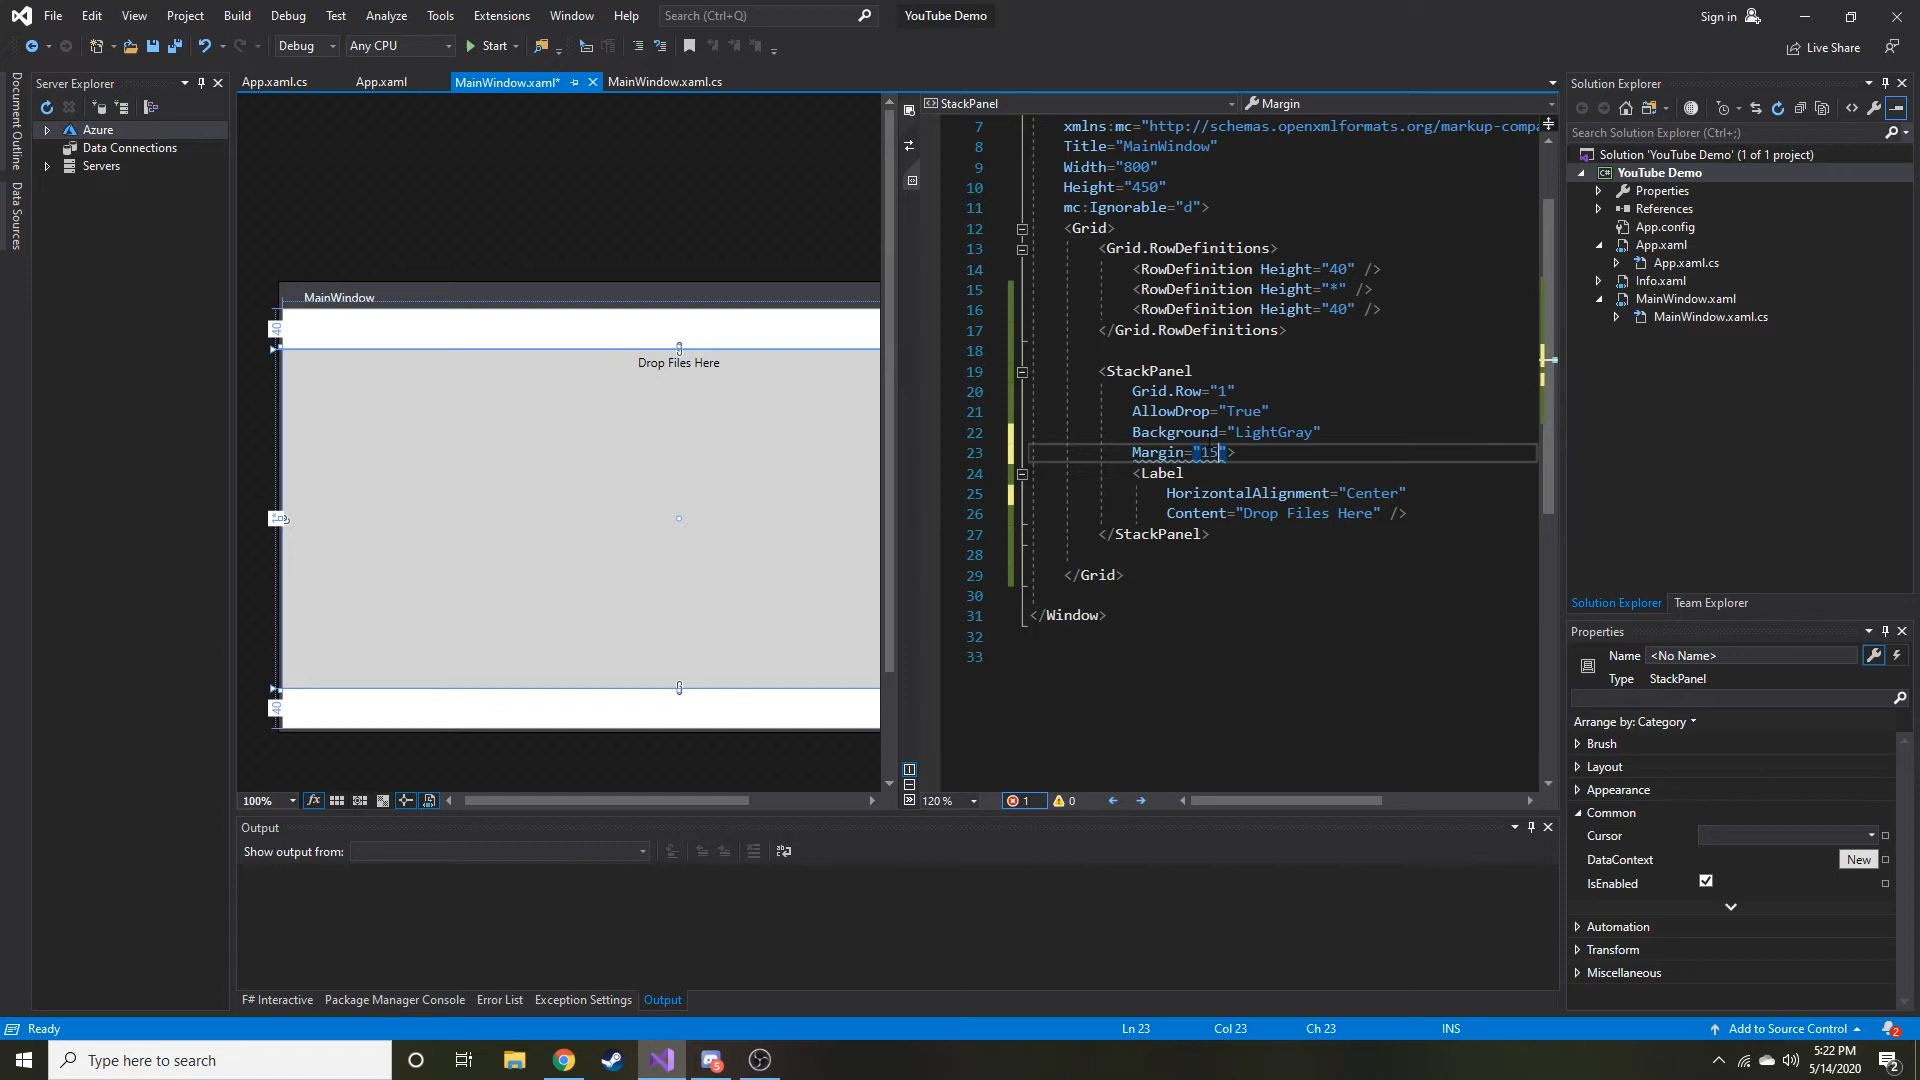 File Edit View Project Build Debug Test Analyze Tools Extensions Window Help Search (Ctrl+Q) YouTube Demo Sign in
Debug Any CPU Start Live Share
Document Outline
Data Sources
Server Explorer
Azure
Data Connections
Servers
App.xaml.cs App.xaml MainWindow.xaml* MainWindow.xaml.cs
MainWindow
40
Drop Files Here
1*
40
100%
StackPanel Margin
7 xmlns:mc="http://schemas.openxmlformats.org/markup-compa
8 Title="MainWindow"
9 Width="800"
10 Height="450"
11 mc:Ignorable="d">
12 <Grid>
13 <Grid.RowDefinitions>
14 <RowDefinition Height="40" />
15 <RowDefinition Height="*" />
16 <RowDefinition Height="40" />
17 </Grid.RowDefinitions>
18
19 <StackPanel
20 Grid.Row="1"
21 AllowDrop="True"
22 Background="LightGray"
23 Margin="15">
24 <Label
25 HorizontalAlignment="Center"
26 Content="Drop Files Here" />
27 </StackPanel>
28
29 </Grid>
30
31 </Window>
32
33
120 % 1 0
Output
Show output from:
F# Interactive Package Manager Console Error List Exception Settings Output
Solution Explorer
Search Solution Explorer (Ctrl+;)
Solution 'YouTube Demo' (1 of 1 project)
YouTube Demo
Properties
References
App.config
App.xaml
App.xaml.cs
Info.xaml
MainWindow.xaml
MainWindow.xaml.cs
Solution Explorer Team Explorer
Properties
Name <No Name>
Type StackPanel
Arrange by: Category
Brush
Layout
Appearance
Common
Cursor
DataContext New
IsEnabled
Automation
Transform
Miscellaneous
Ready Ln 23 Col 23 Ch 23 INS Add to Source Control 2
Type here to search 5 5:22 PM
5/14/2020 2